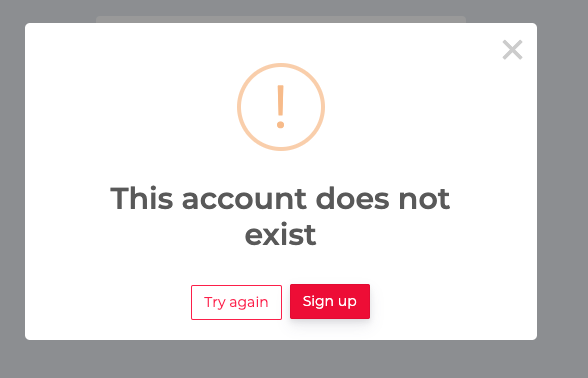 This account does not
exist
Try again
Sign up